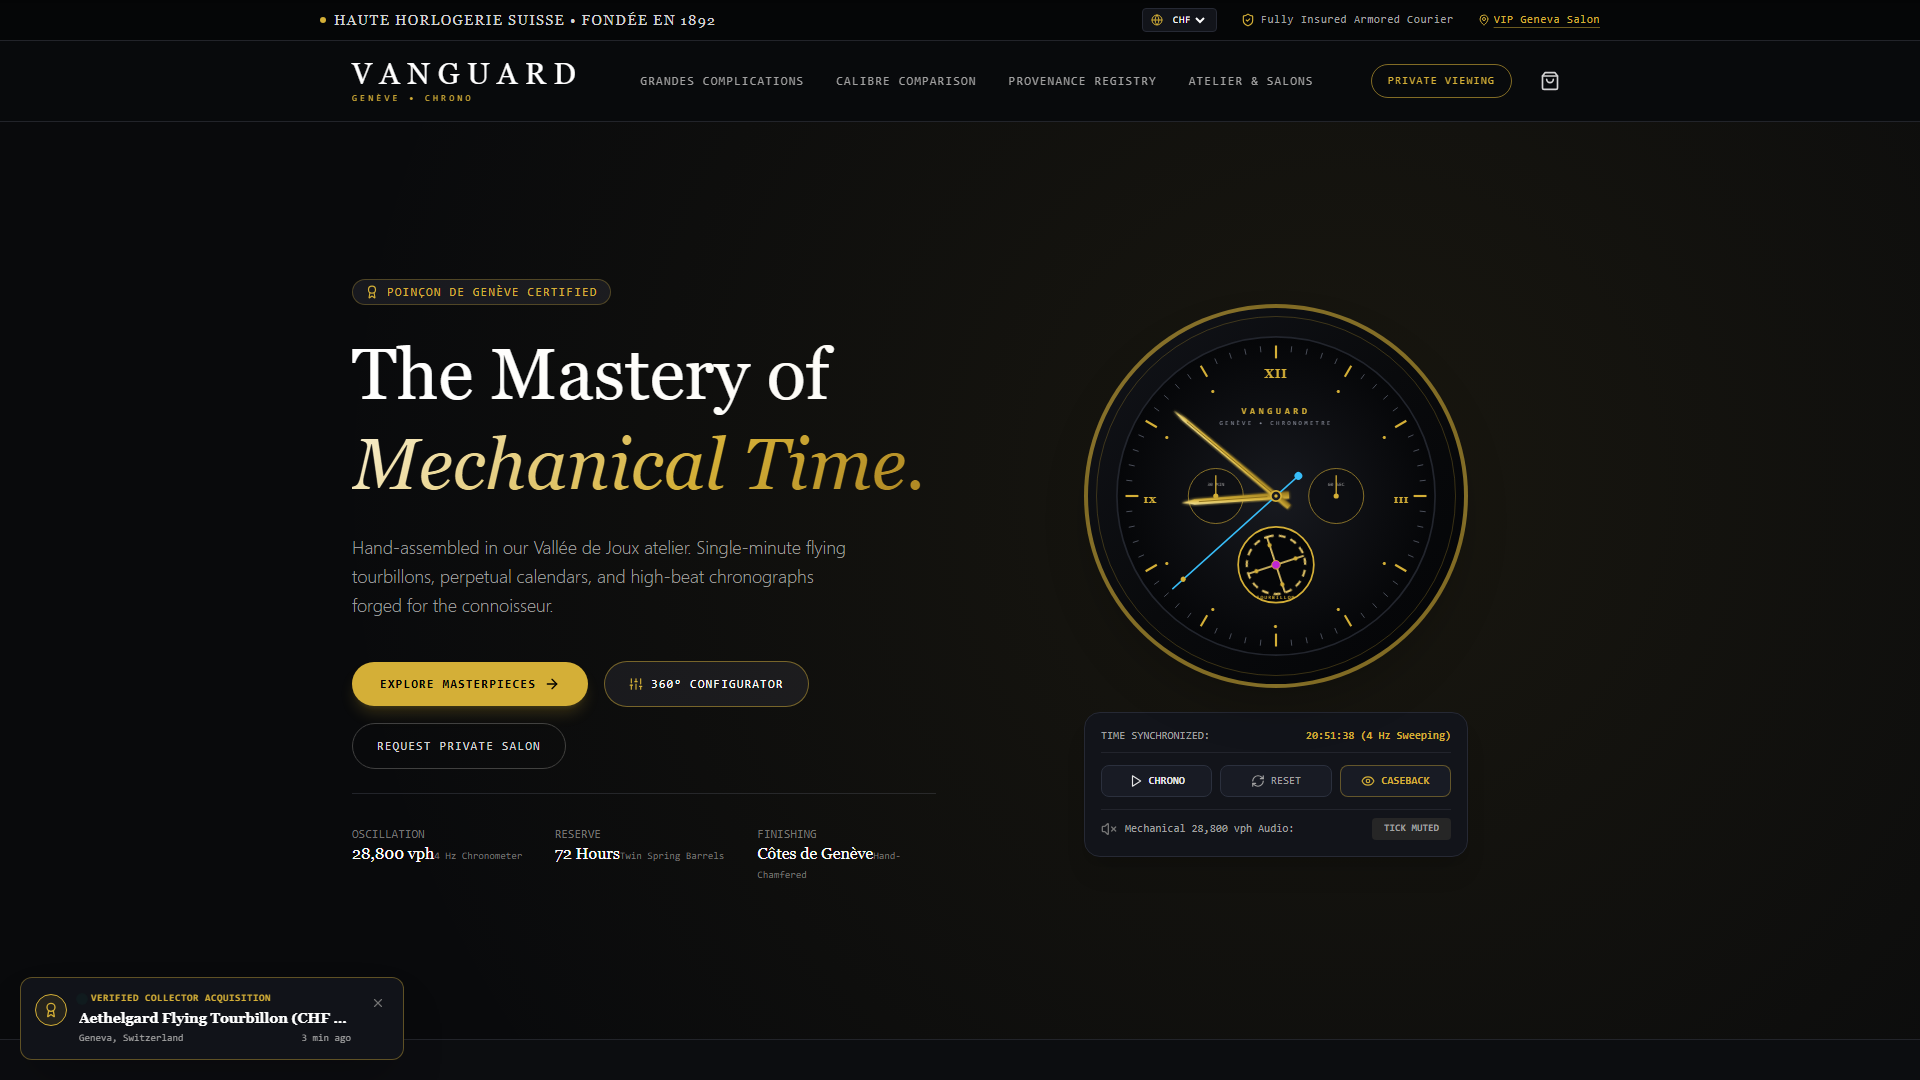 HAUTE HORLOGERIE SUISSE • FONDÉE EN 1892
CHF
Fully Insured Armored Courier
VIP Geneva Salon
VANGUARD
GENÈVE • CHRONO
GRANDES COMPLICATIONS
CALIBRE COMPARISON
PROVENANCE REGISTRY
ATELIER & SALONS
PRIVATE VIEWING
POINÇON DE GENÈVE CERTIFIED
The Mastery of
Mechanical Time.
Hand-assembled in our Vallée de Joux atelier. Single-minute flying
tourbillons, perpetual calendars, and high-beat chronographs
forged for the connoisseur.
EXPLORE MASTERPIECES
360° CONFIGURATOR
REQUEST PRIVATE SALON
OSCILLATION
28,800 vph4 Hz Chronometer
RESERVE
72 HoursTwin Spring Barrels
FINISHING
Côtes de GenèveHand-
Chamfered
XII
VANGUARD
GENÈVE • CHRONOMETRE
IX
III
TOURBILLON
TIME SYNCHRONIZED:
20:51:38 (4 Hz Sweeping)
CHRONO
RESET
CASEBACK
Mechanical 28,800 vph Audio:
TICK MUTED
VERIFIED COLLECTOR ACQUISITION
Aethelgard Flying Tourbillon (CHF ...
Geneva, Switzerland
3 min ago